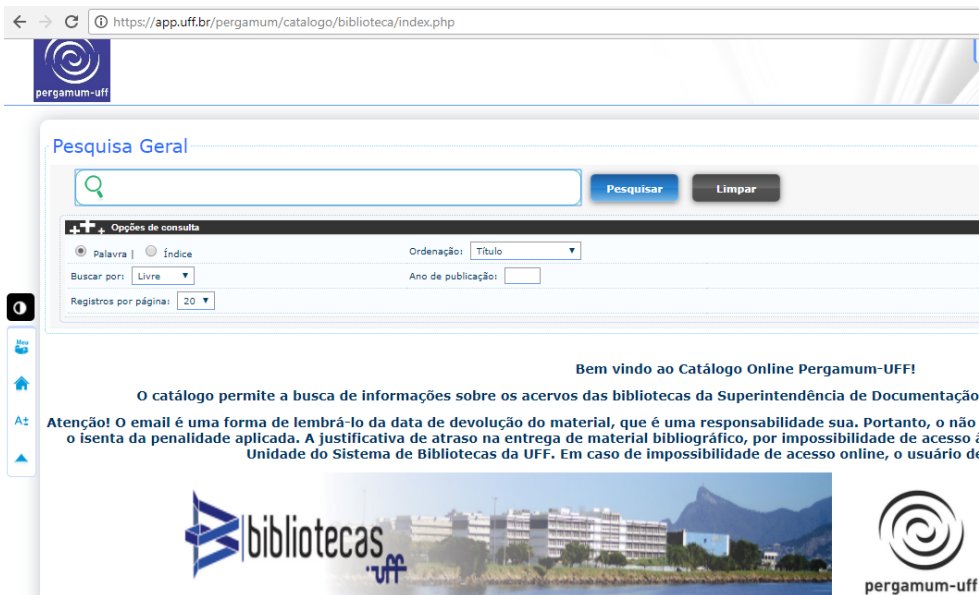 https://app.uff.br/pergamum/catalogo/biblioteca/index.php
pergamum-uff
Pesquisa Geral
Pesquisar
Limpar
Opções de consulta
Palavra | Índice
Ordenação: Título
Buscar por: Livre
Ano de publicação:
Registros por página: 20
Meu
A±
Bem vindo ao Catálogo Online Pergamum-UFF!
O catálogo permite a busca de informações sobre os acervos das bibliotecas da Superintendência de Documentação
Atenção! O email é uma forma de lembrá-lo da data de devolução do material, que é uma responsabilidade sua. Portanto, o não
o isenta da penalidade aplicada. A justificativa de atraso na entrega de material bibliográfico, por impossibilidade de acesso à
Unidade do Sistema de Bibliotecas da UFF. Em caso de impossibilidade de acesso online, o usuário de
bibliotecas
uff
pergamum-uff